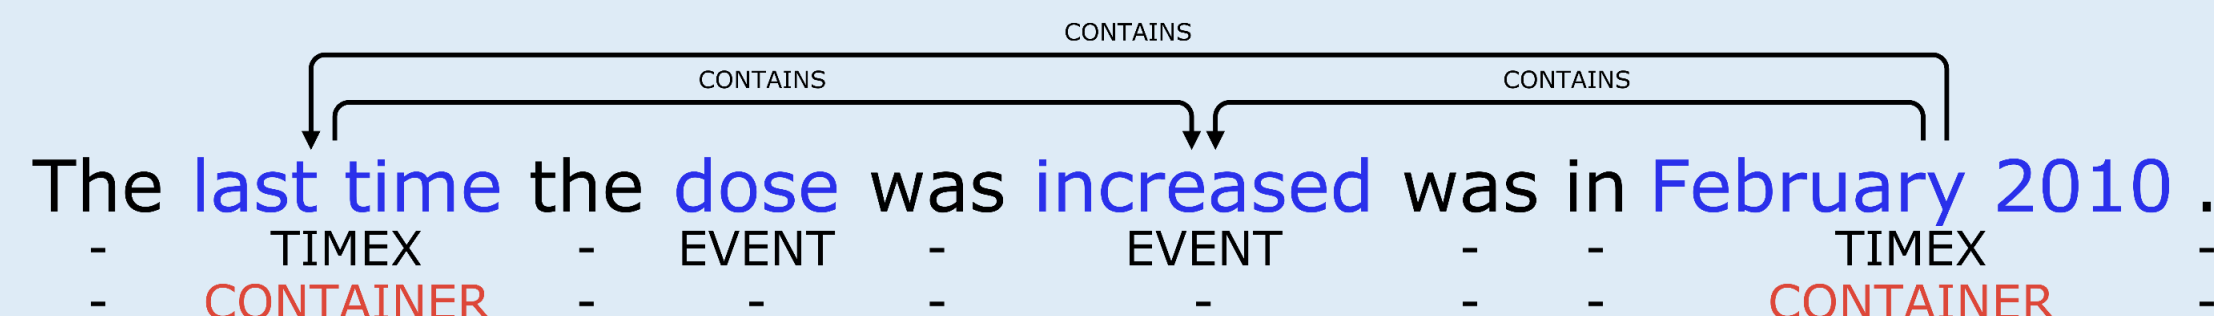 CONTAINS
CONTAINS CONTAINS
The last time the dose was increased was in February 2010 .
- TIMEX - EVENT - EVENT - - TIMEX -
- CONTAINER - - - - - - CONTAINER -